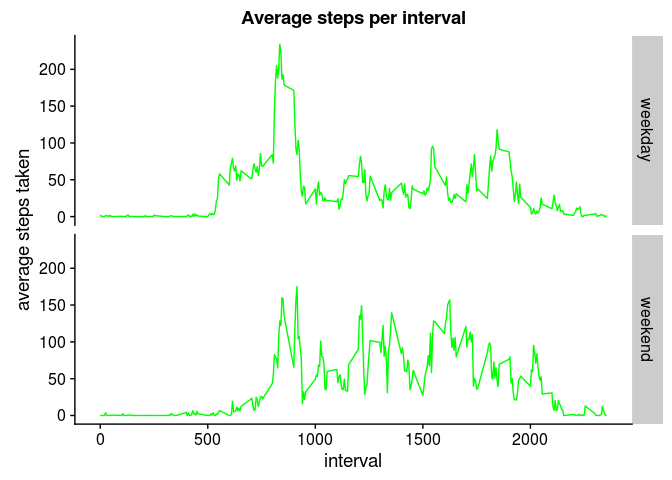 Average steps per interval
average steps taken
200
150
100
50
0
weekday
200
150
100
50
0
weekend
0 500 1000 1500 2000
interval